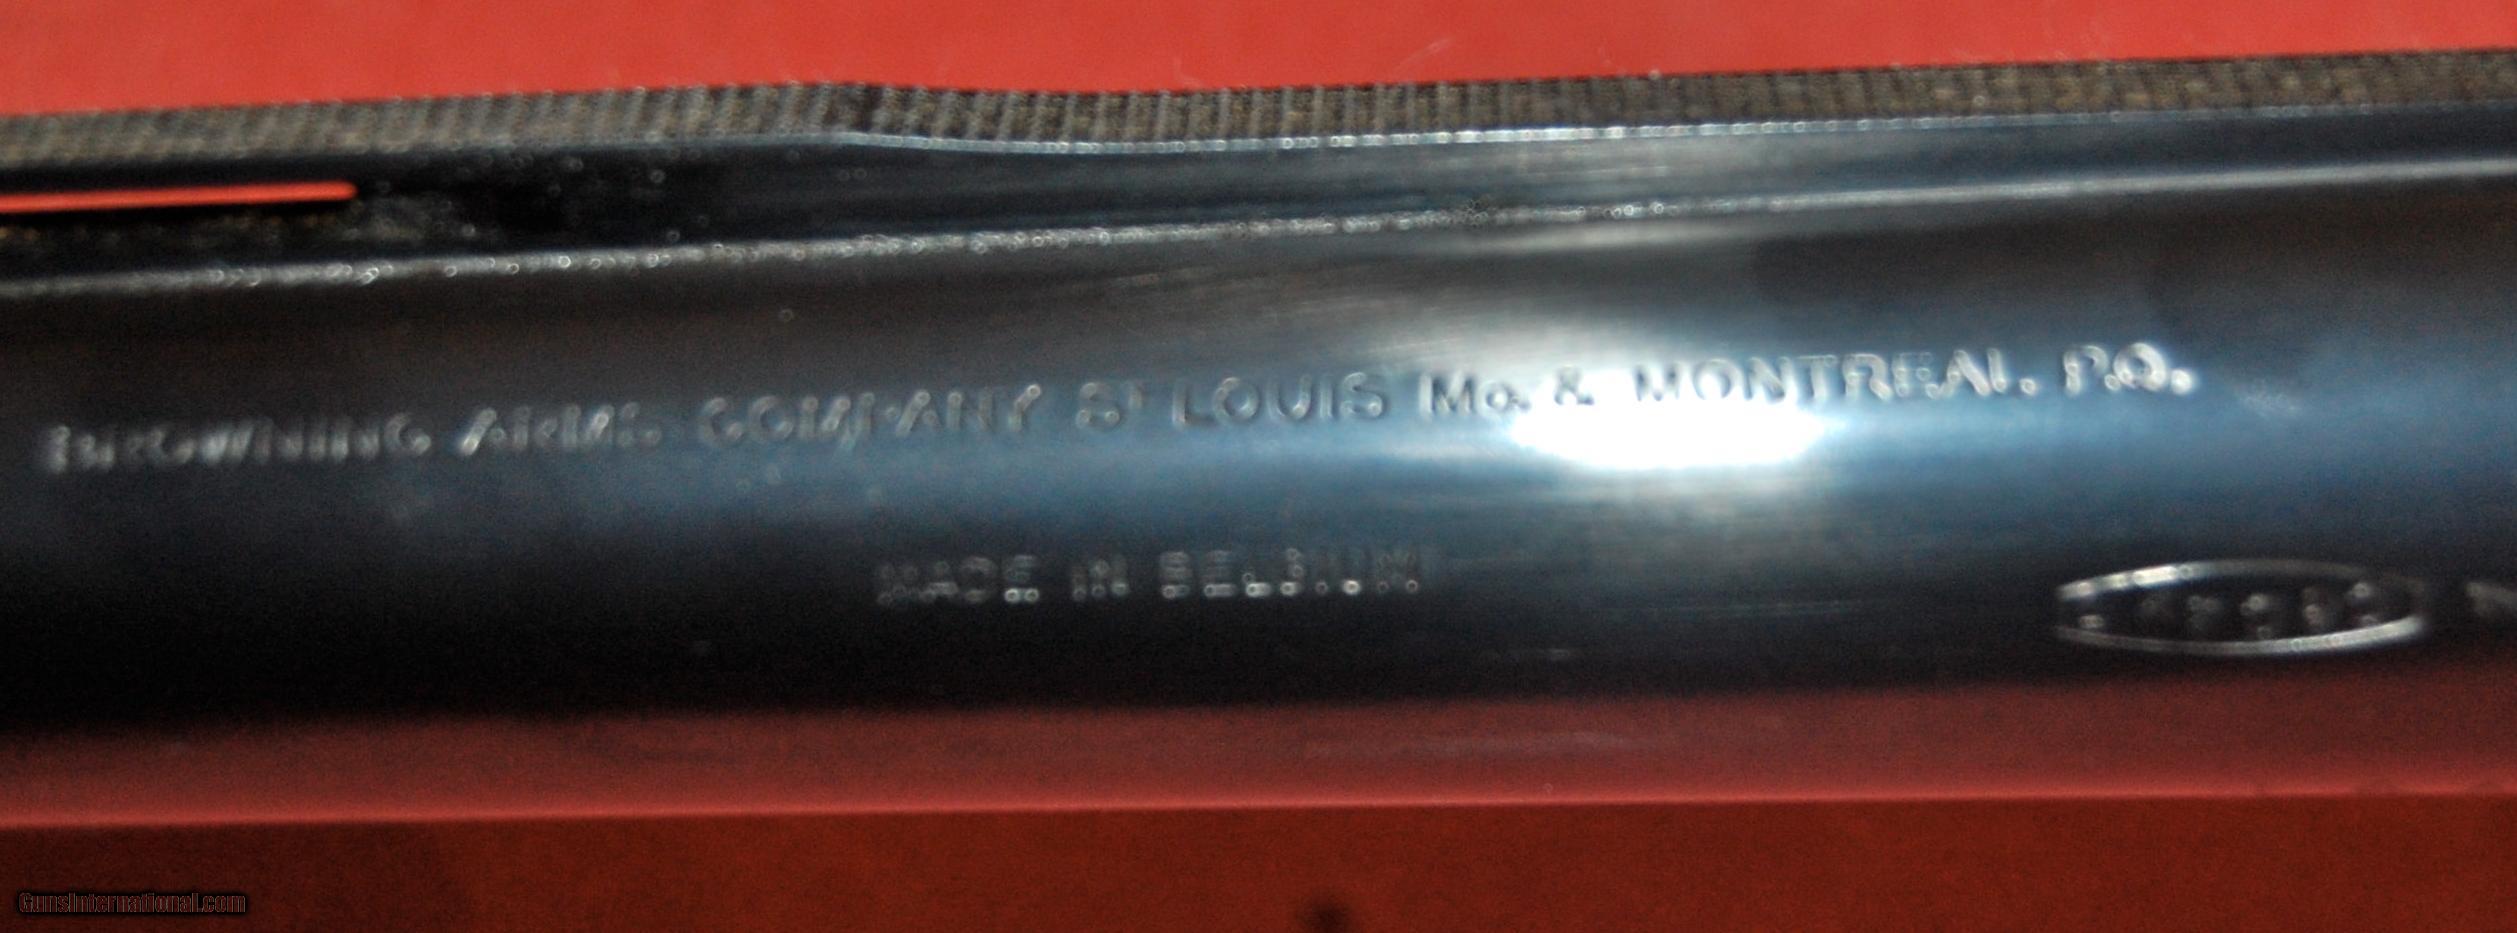 BROWNING ARMS COMPANY ST LOUIS Mo. & MONTREAL. P.Q.
MADE IN BELGIUM
GunsInternational.com